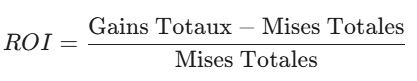 ROI = Gains Totaux − Mises Totales
Mises Totales